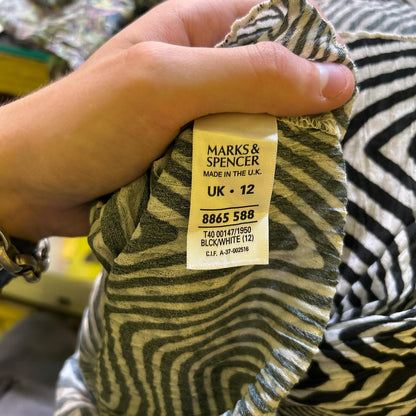 MARKS &
SPENCER
MADE IN THE U.K.
UK · 12
8865 588
T40 00147/1950
BLCK/WHITE (12)
C.I.F. A-37-002516